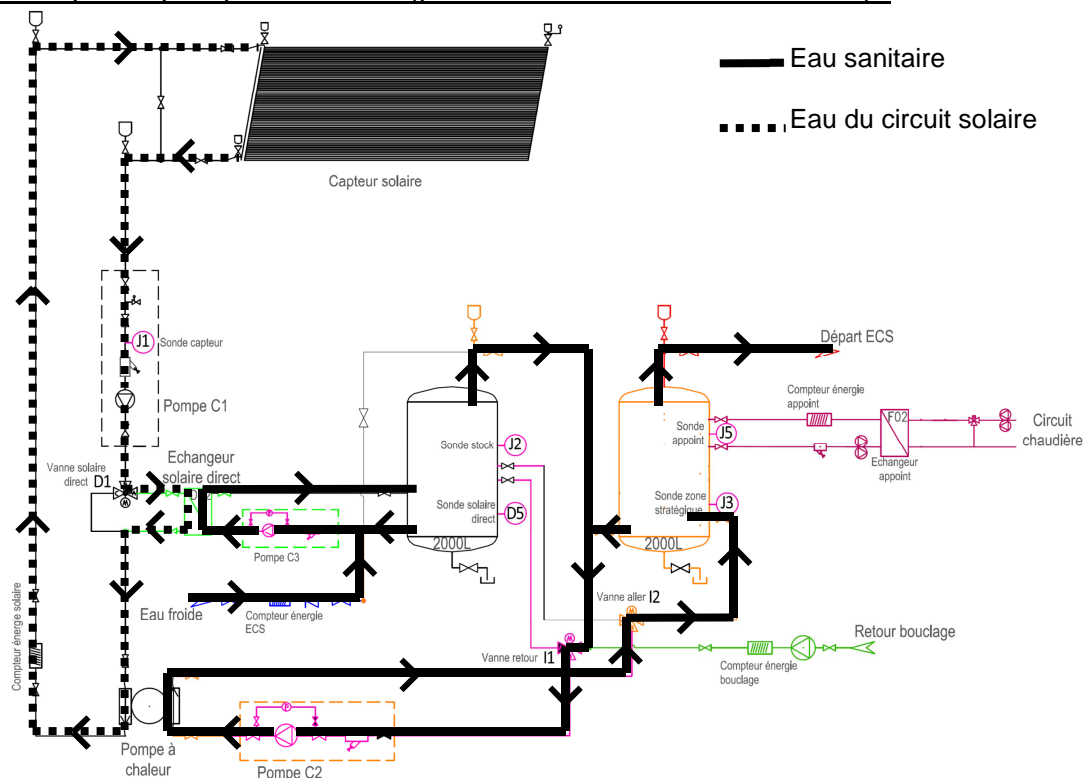 Eau sanitaire
Eau du circuit solaire
Capteur solaire
J1 Sonde capteur
Pompe C1
Départ ECS
Compteur énergie
appoint
F02
Circuit
chaudière
Echangeur
appoint
Sonde
appoint
J5
Sonde stock
J2
Vanne solaire
direct D1
Echangeur
solaire direct
Sonde solaire
direct
D5
Sonde zone
stratégique
J3
P
Pompe C3
2000L
2000L
Eau froide
Compteur énergie
ECS
Vanne aller I2
M
M
M
Vanne retour I1
Retour bouclage
Compteur énergie
bouclage
Compteur énergie solaire
P
Pompe à
chaleur
Pompe C2